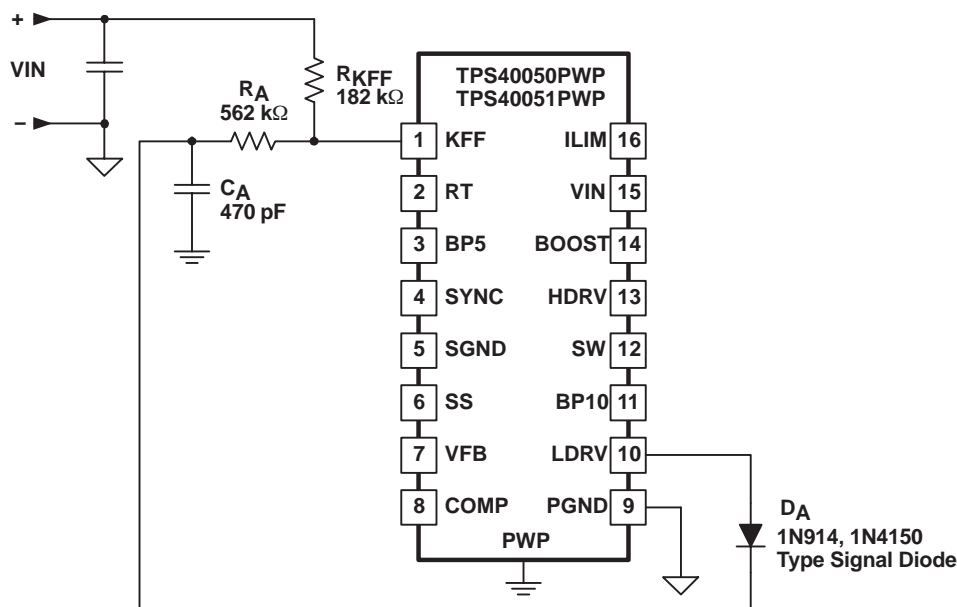 +
VIN
−
RA
562 kΩ
RKFF
182 kΩ
CA
470 pF
TPS40050PWP
TPS40051PWP
1 KFF ILIM 16
2 RT VIN 15
3 BP5 BOOST 14
4 SYNC HDRV 13
5 SGND SW 12
6 SS BP10 11
7 VFB LDRV 10
8 COMP PGND 9
PWP
DA
1N914, 1N4150
Type Signal Diode